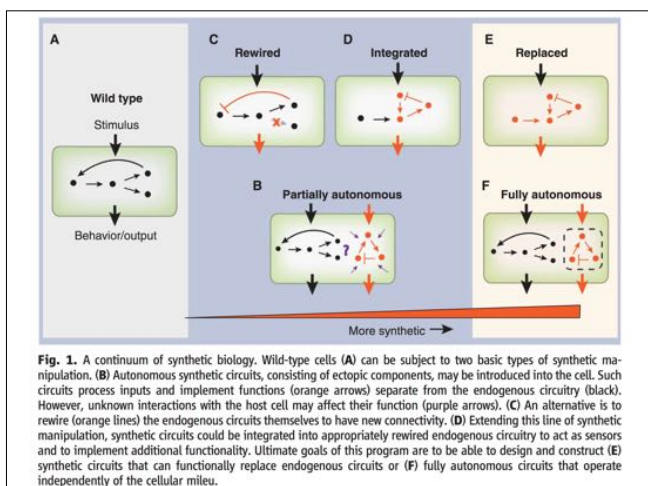 A
C
Rewired
D
Integrated
E
Replaced
Wild type
Stimulus
Behavior/output
B
Partially autonomous
?
F
Fully autonomous
More synthetic
Fig. 1. A continuum of synthetic biology. Wild-type cells (A) can be subject to two basic types of synthetic ma-
nipulation. (B) Autonomous synthetic circuits, consisting of ectopic components, may be introduced into the cell. Such
circuits process inputs and implement functions (orange arrows) separate from the endogenous circuitry (black).
However, unknown interactions with the host cell may affect their function (purple arrows). (C) An alternative is to
rewire (orange lines) the endogenous circuits themselves to have new connectivity. (D) Extending this line of synthetic
manipulation, synthetic circuits could be integrated into appropriately rewired endogenous circuitry to act as sensors
and to implement additional functionality. Ultimate goals of this program are to be able to design and construct (E)
synthetic circuits that can functionally replace endogenous circuits or (F) fully autonomous circuits that operate
independently of the cellular mileu.